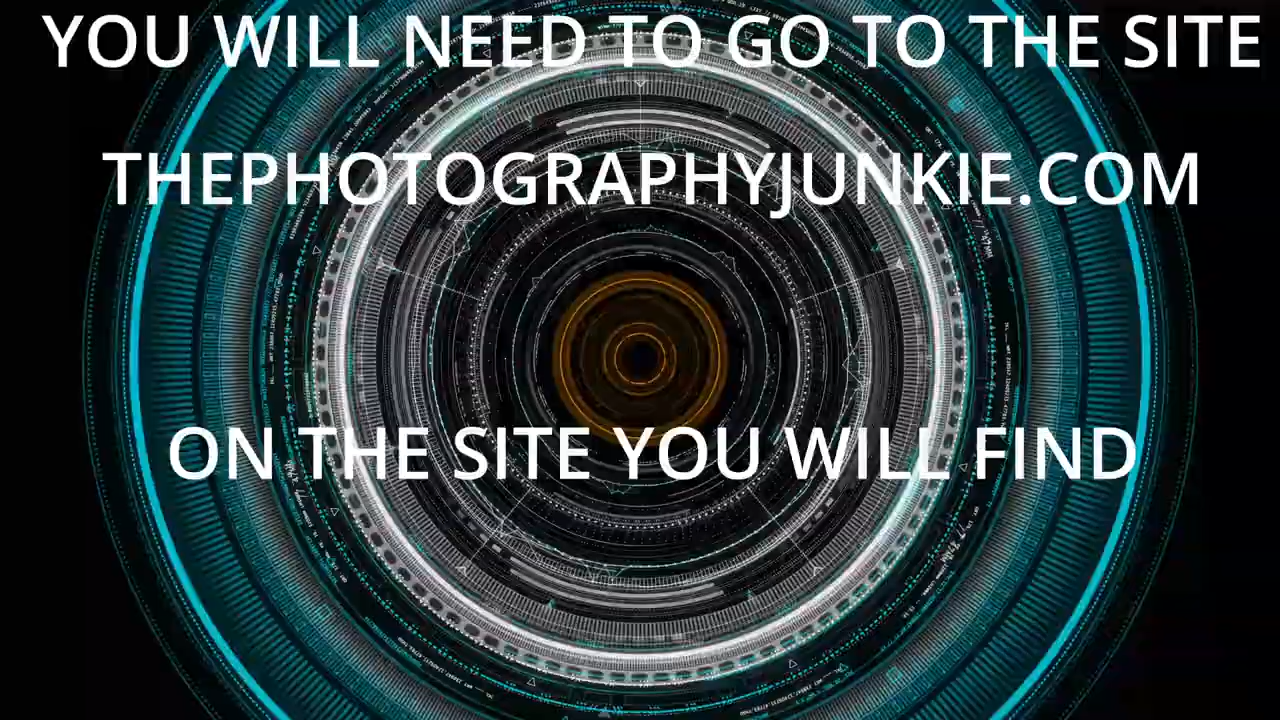 YOU WILL NEED TO GO TO THE SITE
THEPHOTOGRAPHYJUNKIE.COM
ON THE SITE YOU WILL FIND